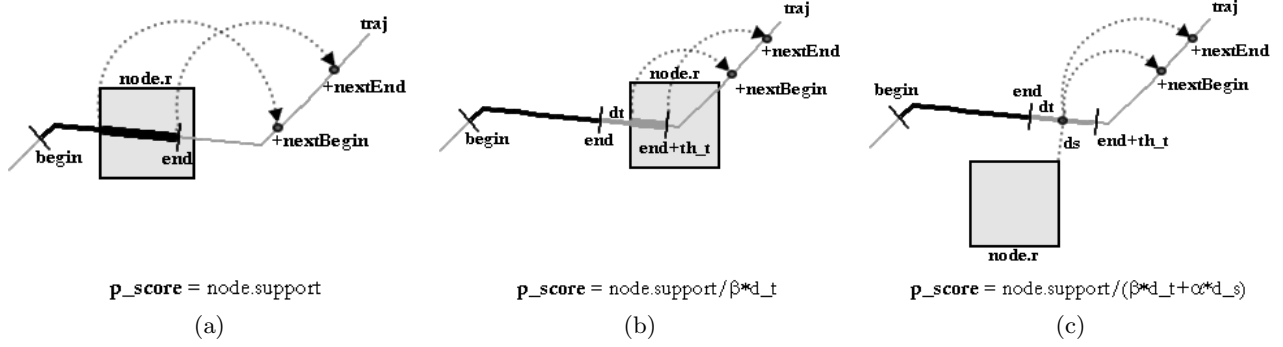 traj
node.r
+nextEnd
+nextBegin
begin
end
traj
+nextEnd
node.r
+nextBegin
begin
dt
end
end+th_t
traj
+nextEnd
+nextBegin
begin
end
dt
ds
end+th_t
node.r
p_score = node.support
p_score = node.support/β*d_t
p_score = node.support/(β*d_t+α*d_s)
(a)
(b)
(c)